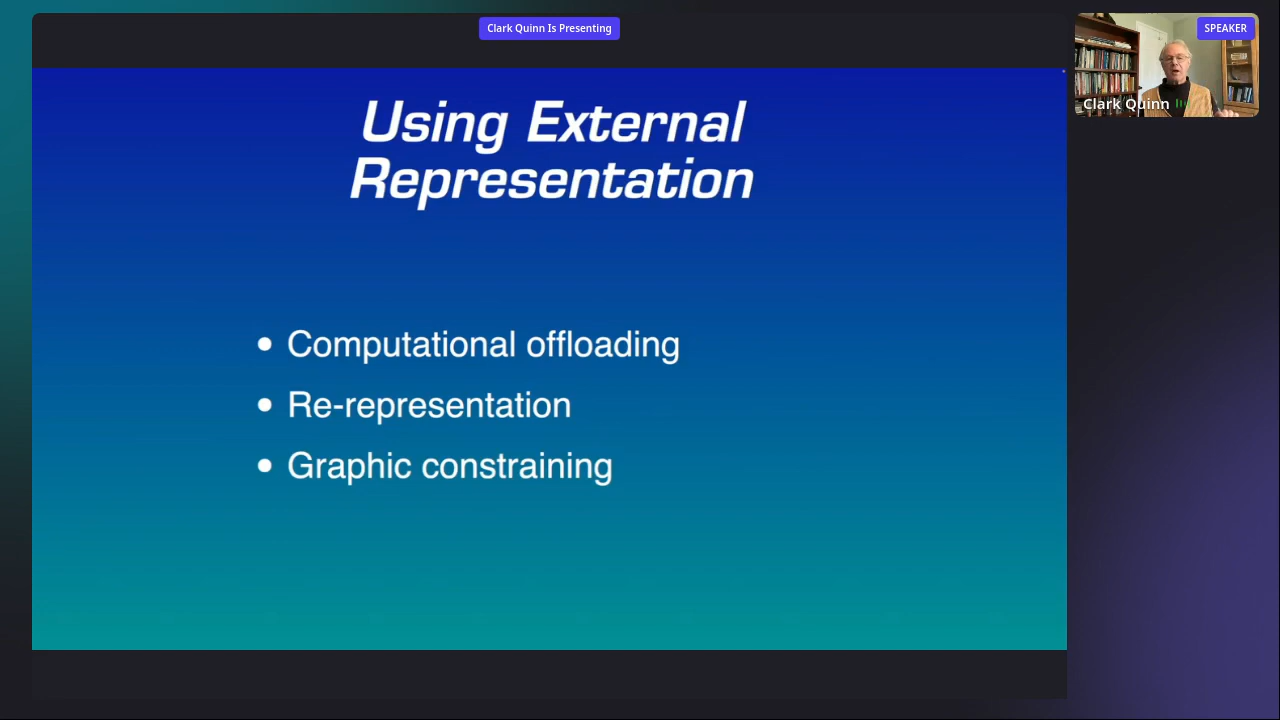 Clark Quinn Is Presenting
SPEAKER
Clark Quinn
Using External
Representation
• Computational offloading
• Re-representation
• Graphic constraining